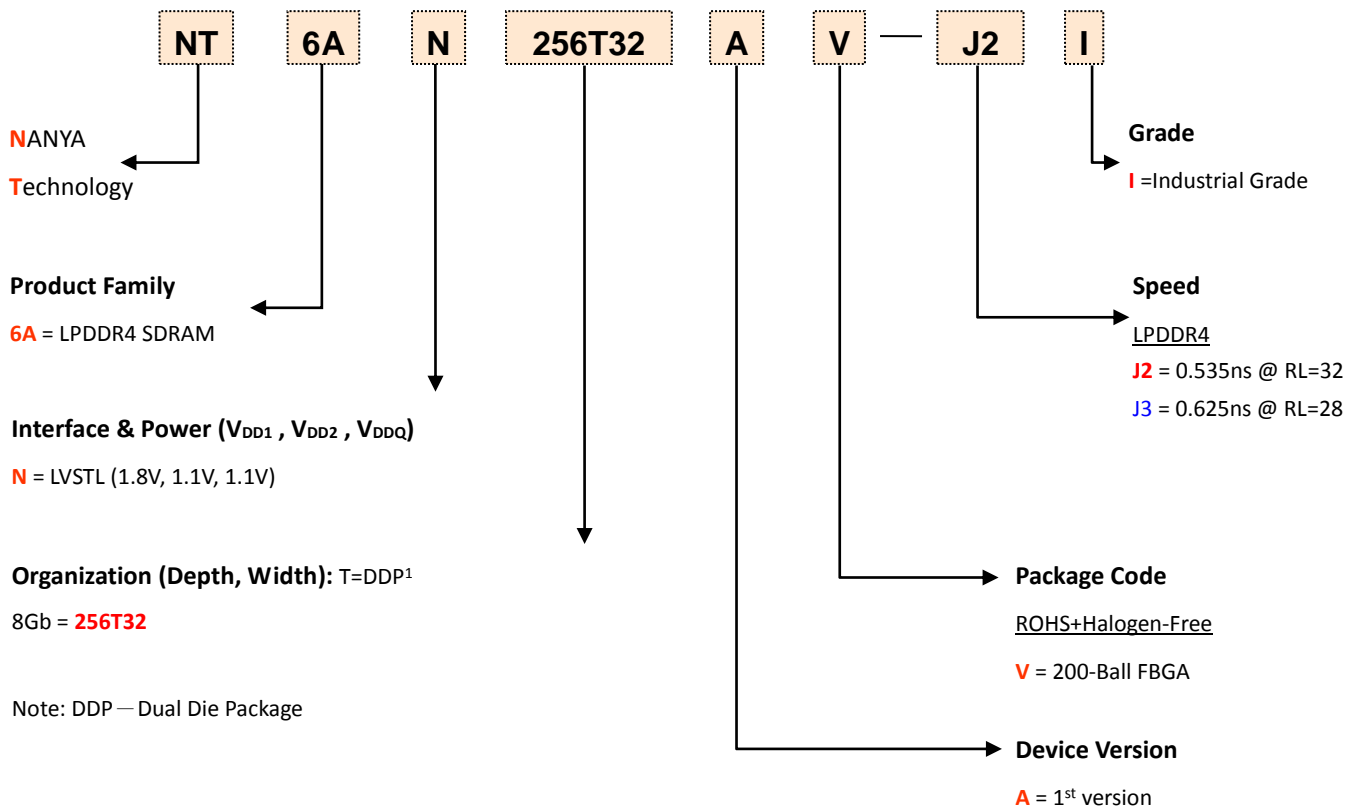 NT 6A N 256T32 A V — J2 I
NANYA
Technology
Product Family
6A = LPDDR4 SDRAM
Interface & Power (VDD1 , VDD2 , VDDQ)
N = LVSTL (1.8V, 1.1V, 1.1V)
Organization (Depth, Width): T=DDP1
8Gb = 256T32
Note: DDP — Dual Die Package
Grade
I =Industrial Grade
Speed
LPDDR4
J2 = 0.535ns @ RL=32
J3 = 0.625ns @ RL=28
Package Code
ROHS+Halogen-Free
V = 200-Ball FBGA
Device Version
A = 1st version